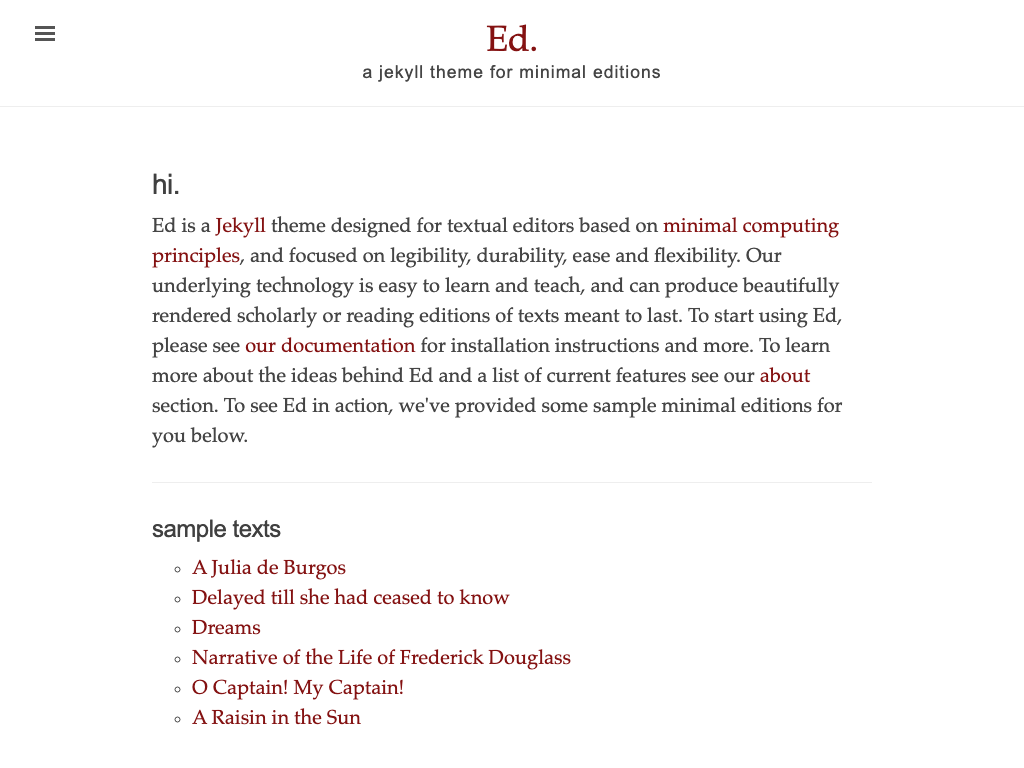 Ed.
a jekyll theme for minimal editions
hi.
Ed is a Jekyll theme designed for textual editors based on minimal computing
principles, and focused on legibility, durability, ease and flexibility. Our
underlying technology is easy to learn and teach, and can produce beautifully
rendered scholarly or reading editions of texts meant to last. To start using Ed,
please see our documentation for installation instructions and more. To learn
more about the ideas behind Ed and a list of current features see our about
section. To see Ed in action, we've provided some sample minimal editions for
you below.
sample texts
A Julia de Burgos
Delayed till she had ceased to know
Dreams
Narrative of the Life of Frederick Douglass
O Captain! My Captain!
A Raisin in the Sun